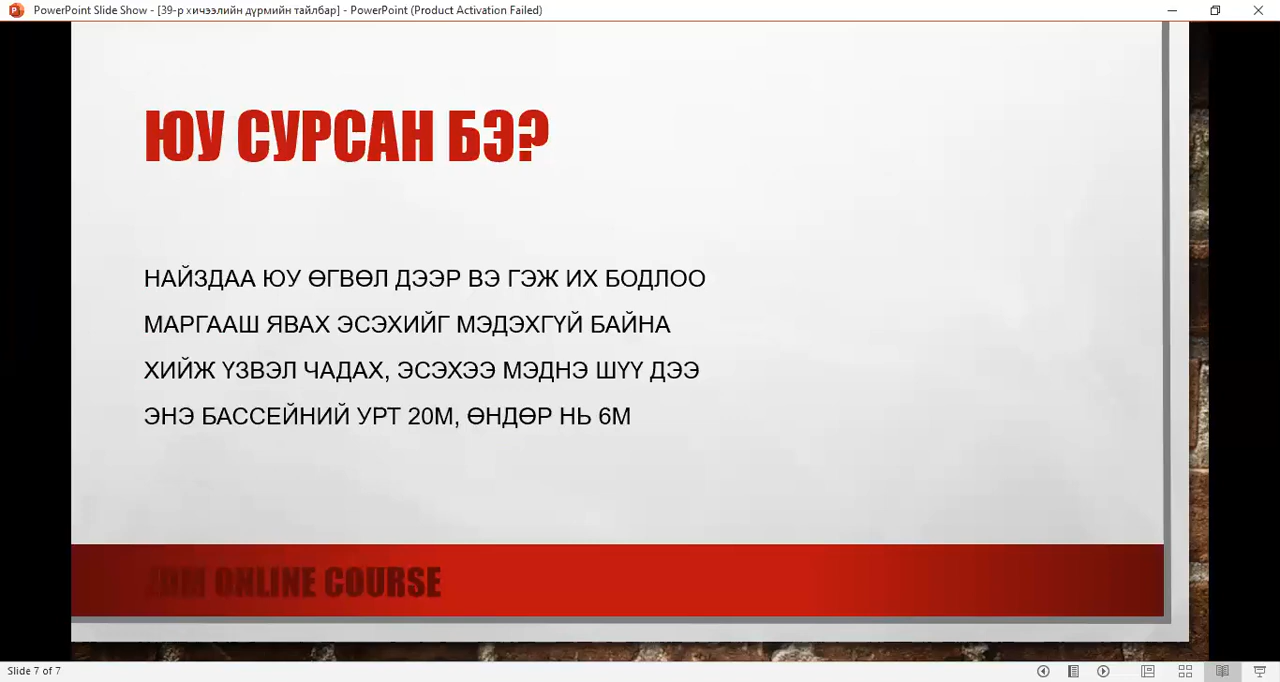 PowerPoint Slide Show - [39-р хичээлийн дүрмийн тайлбар] - PowerPoint (Product Activation Failed)
ЮУ СУРСАН БЭ?
НАЙЗДАА ЮУ ӨГВӨЛ ДЭЭР ВЭ ГЭЖ ИХ БОДЛОО
МАРГААШ ЯВАХ ЭСЭХИЙГ МЭДЭХГҮЙ БАЙНА
ХИЙЖ ҮЗВЭЛ ЧАДАХ, ЭСЭХЭЭ МЭДНЭ ШҮҮ ДЭЭ
ЭНЭ БАССЕЙНИЙ УРТ 20М, ӨНДӨР НЬ 6М
ONLINE COURSE
Slide 7 of 7